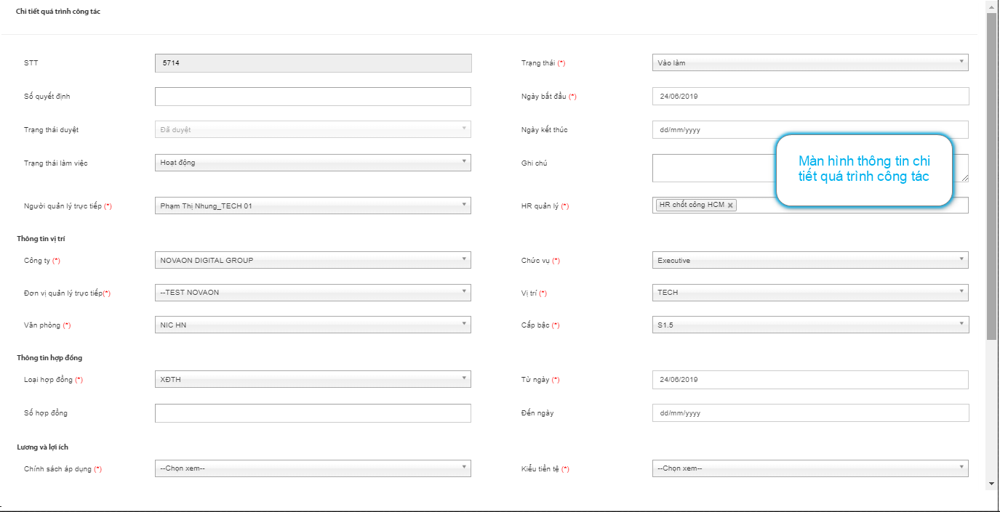 Chi tiết quá trình công tác
STT 5714 Trạng thái (*) Vào làm
Số quyết định Ngày bắt đầu (*) 24/06/2019
Trạng thái duyệt Đã duyệt Ngày kết thúc dd/mm/yyyy
Trạng thái làm việc Hoạt động Ghi chú
Màn hình thông tin chi
tiết quá trình công tác
Người quản lý trực tiếp (*) Phạm Thị Nhung_TECH 01 HR quản lý (*) HR chốt công HCM ×
Thông tin vị trí
Công ty (*) NOVAON DIGITAL GROUP Chức vụ (*) Executive
Đơn vị quản lý trực tiếp(*) --TEST NOVAON Vị trí (*) TECH
Văn phòng (*) NIC HN Cấp bậc (*) S1.5
Thông tin hợp đồng
Loại hợp đồng (*) XĐTH Từ ngày (*) 24/06/2019
Số hợp đồng Đến ngày dd/mm/yyyy
Lương và lợi ích
Chính sách áp dụng (*) --Chọn xem-- Kiểu tiền tệ (*) --Chọn xem--